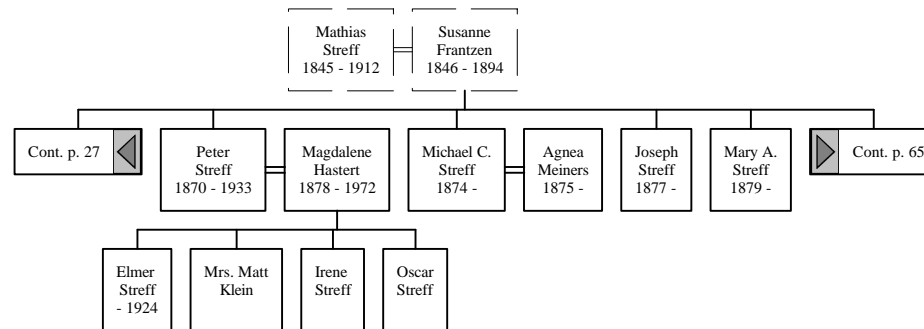 Mathias
Streff
1845 - 1912
Susanne
Frantzen
1846 - 1894
Cont. p. 27
Peter
Streff
1870 - 1933
Magdalene
Hastert
1878 - 1972
Michael C.
Streff
1874 -
Agnea
Meiners
1875 -
Joseph
Streff
1877 -
Mary A.
Streff
1879 -
Cont. p. 65
Elmer
Streff
- 1924
Mrs. Matt
Klein
Irene
Streff
Oscar
Streff